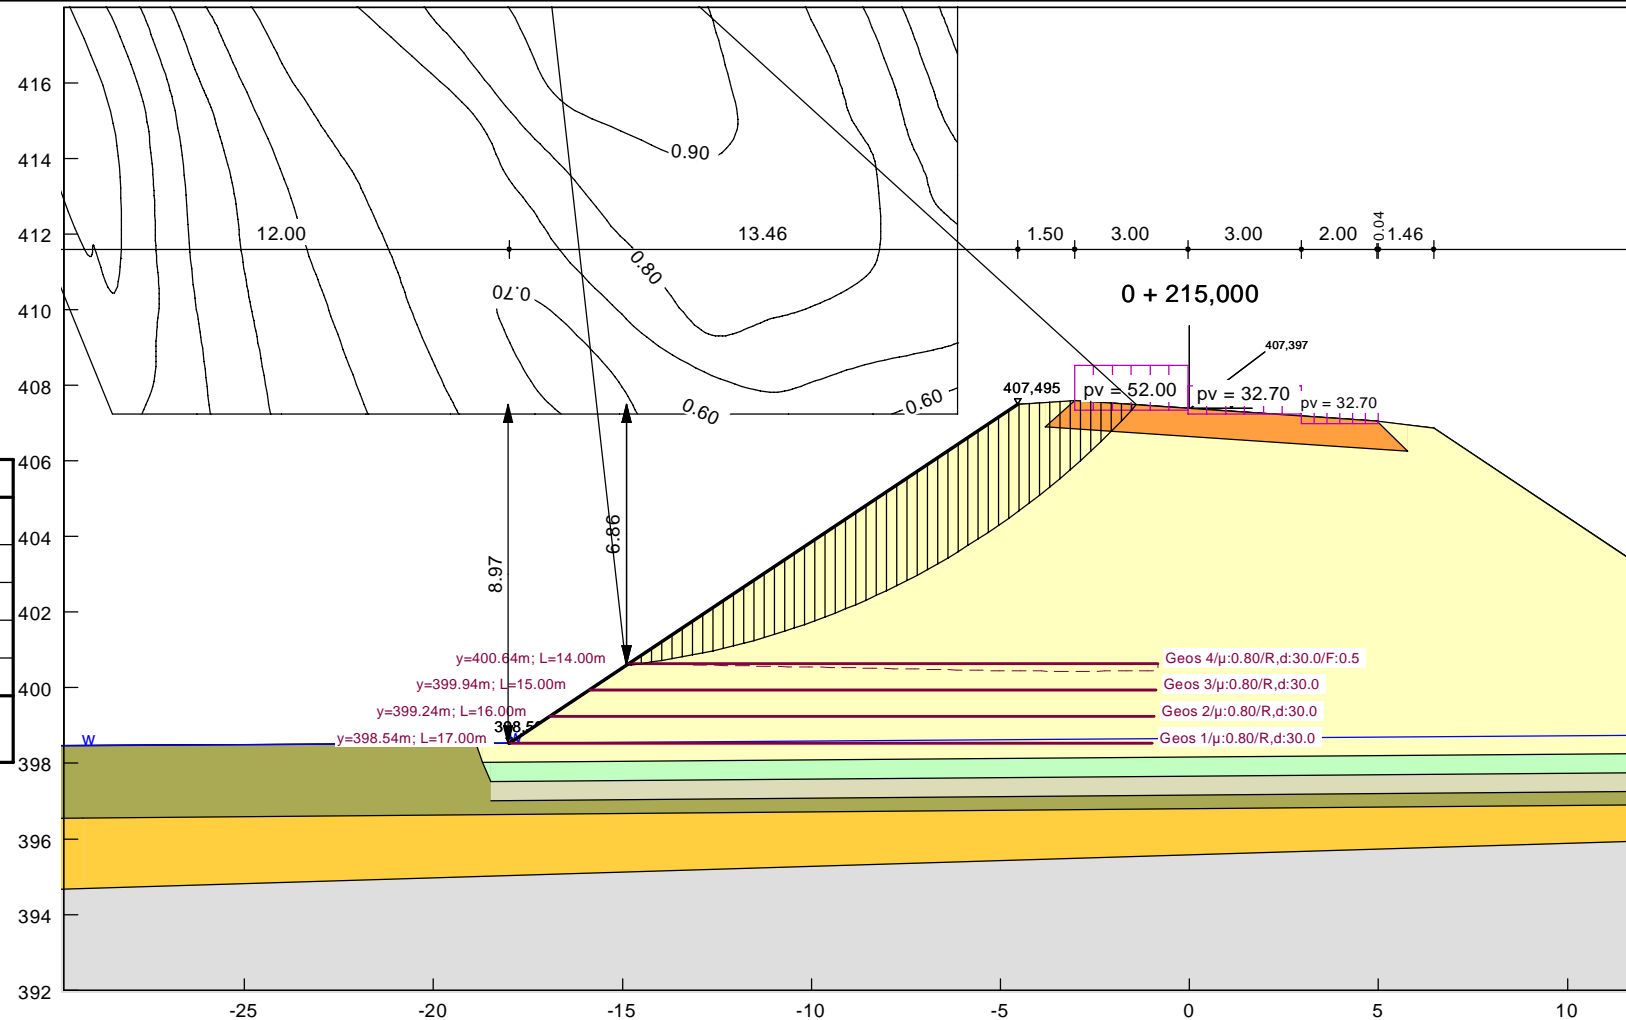 416
0.90
414
0.04
412
12.00
13.46
1.50
3.00
3.00
2.00
1.46
0.80
0.70
410
0 + 215,000
407,397
408
407,495
pv = 52.00
pv = 32.70
pv = 32.70
0.60
0.60
406
404
6.86
8.97
402
y=400.64m; L=14.00m
Geos 4/µ:0.80/R,d:30.0/F:0.5
400
y=399.94m; L=15.00m
Geos 3/µ:0.80/R,d:30.0
y=399.24m; L=16.00m
Geos 2/µ:0.80/R,d:30.0
W
y=398.54m; L=17.00m
Geos 1/µ:0.80/R,d:30.0
398
396
394
392
-25
-20
-15
-10
-5
0
5
10